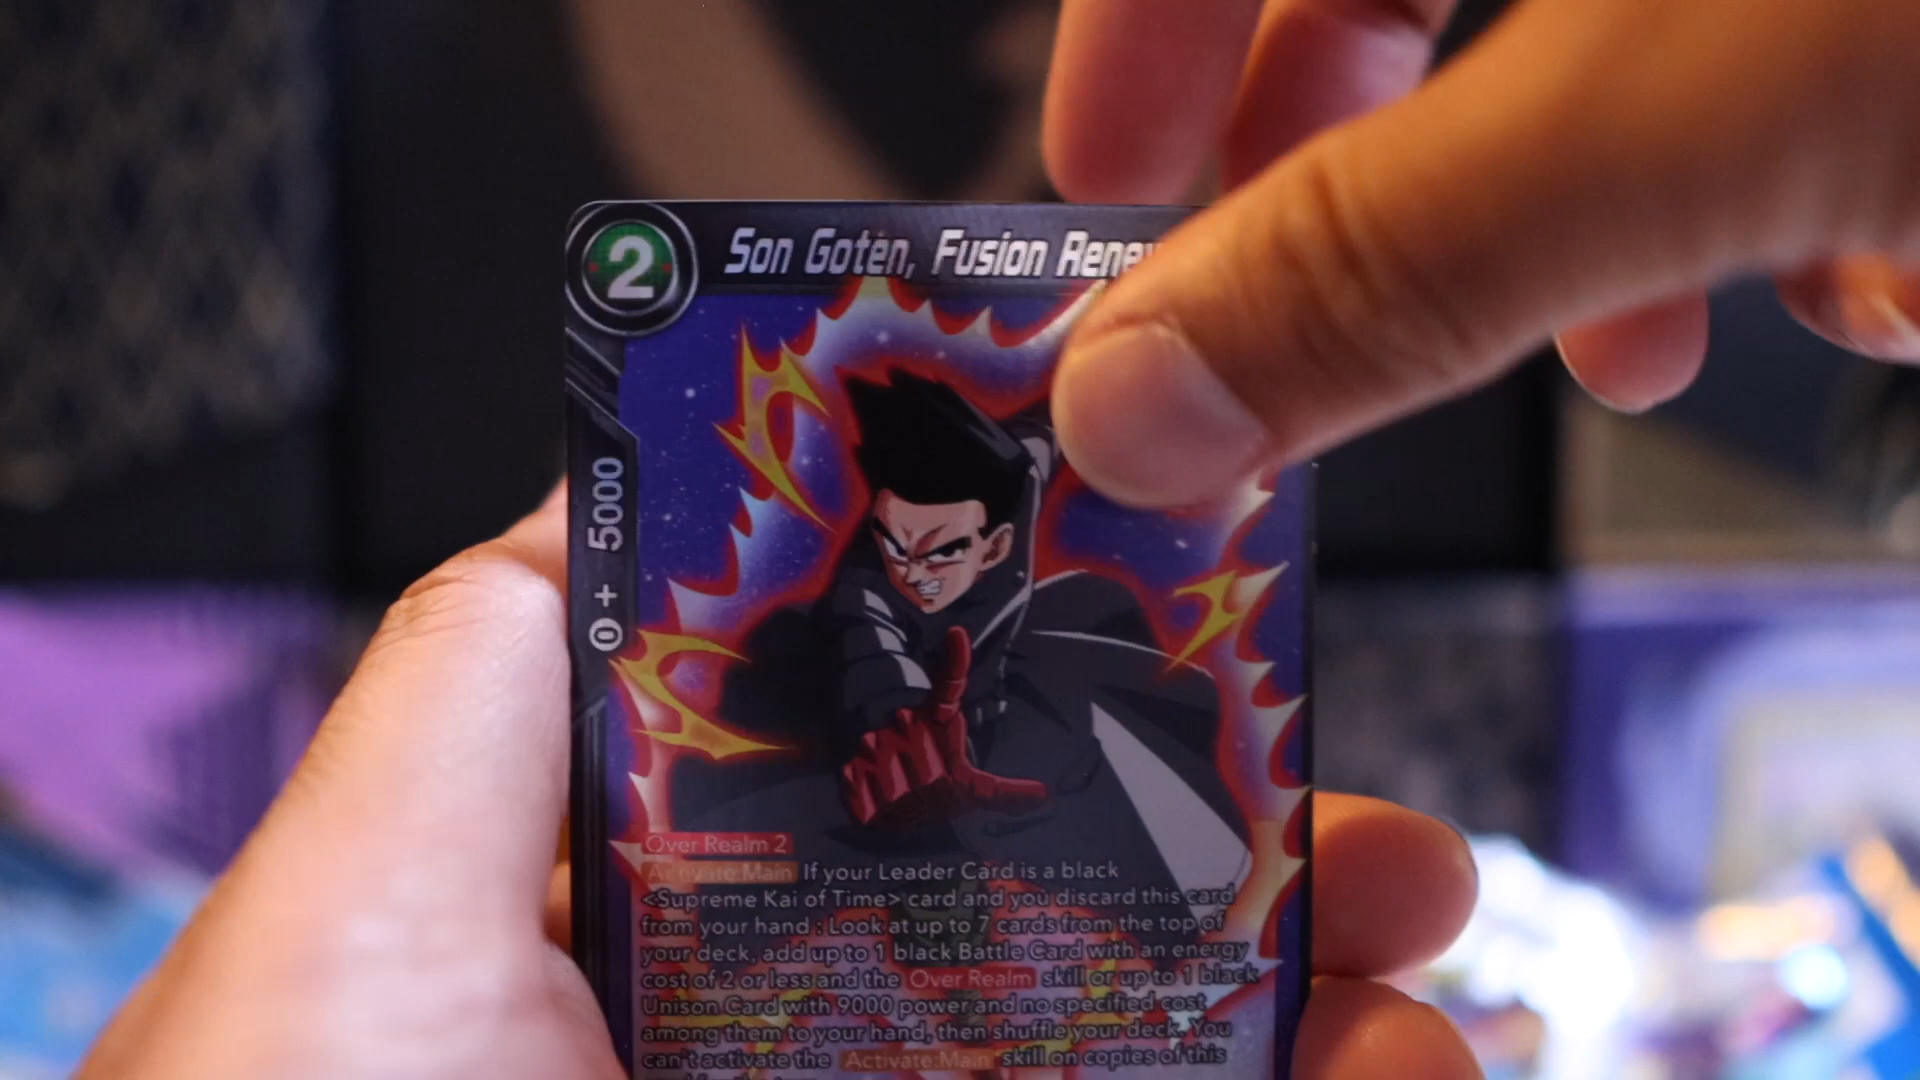 2
Son Goten, Fusion
5000
0 +
Over Realm 2
Activate:Main If your Leader Card is a black
<Supreme Kai of Time> card and you discard this card
from your hand : Look at up to 7 cards from the top of
your deck, add up to 1 black Battle Card with an energy
cost of 2 or less and the Over Realm skill or up to 1 black
Unison Card with 9000 power and no specified cost
among them to your hand, then shuffle your deck. You
can't activate the Activate:Main skill on copies of this